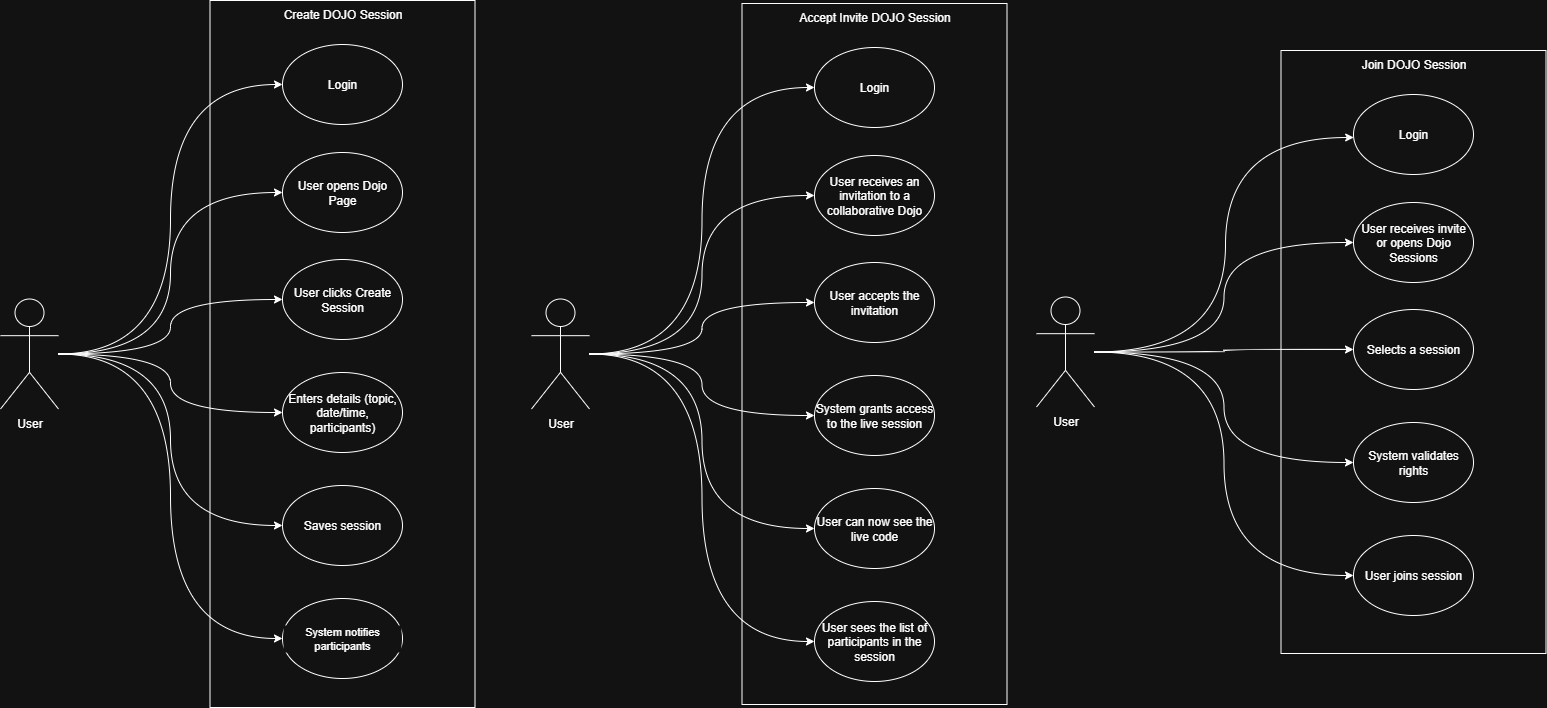 Create DOJO Session
Login
User opens Dojo
Page
User clicks Create
Session
Enters details (topic,
date/time,
participants)
Saves session
System notifies
participants
User
Accept Invite DOJO Session
Login
User receives an
invitation to a
collaborative Dojo
User accepts the
invitation
System grants access
to the live session
User can now see the
live code
User sees the list of
participants in the
session
User
Join DOJO Session
Login
User receives invite
or opens Dojo
Sessions
Selects a session
System validates
rights
User joins session
User